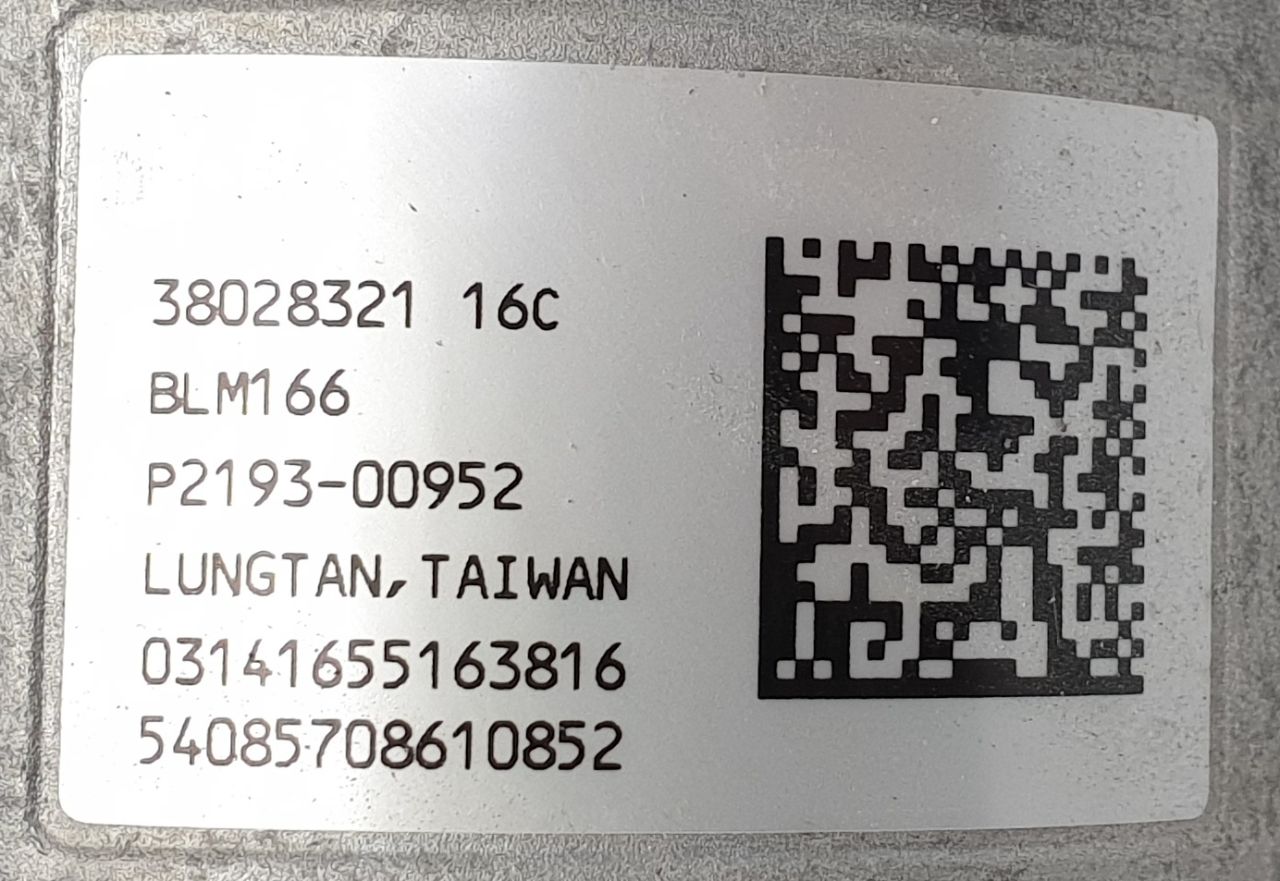 38028321 16C
BLM166
P2193-00952
LUNGTAN,TAIWAN
03141655163816
54085708610852